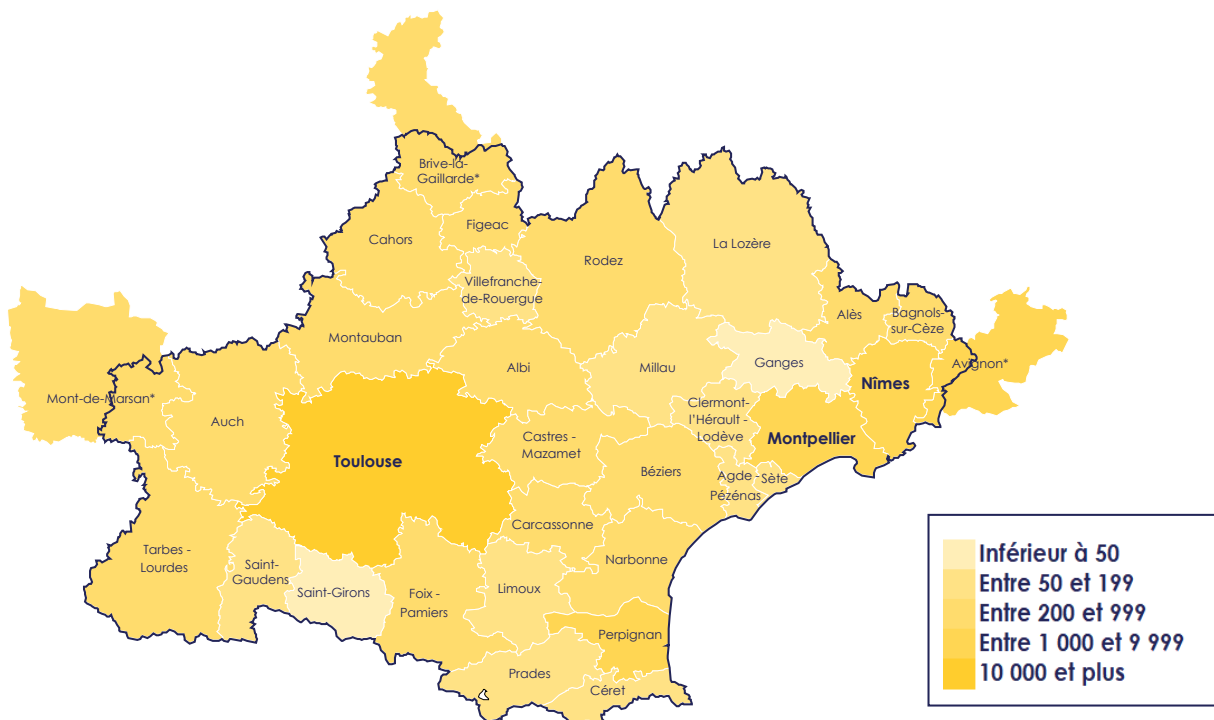 Brive-la-
Gaillarde*
Figeac
Cahors
La Lozère
Rodez
Villefranche-
de-Rouergue
Alès
Bagnols-
sur-Cèze
Montauban
Albi
Millau
Ganges
Avignon*
Nîmes
Mont-de-Marsan*
Auch
Clermont-
l'Hérault -
Lodève
Montpellier
Castres -
Mazamet
Toulouse
Béziers
Agde -
Pézénas
Sète
Carcassonne
Tarbes -
Lourdes
Saint-
Gaudens
Saint-Girons
Foix -
Pamiers
Limoux
Narbonne
Perpignan
Prades
Céret
Inférieur à 50
Entre 50 et 199
Entre 200 et 999
Entre 1 000 et 9 999
10 000 et plus